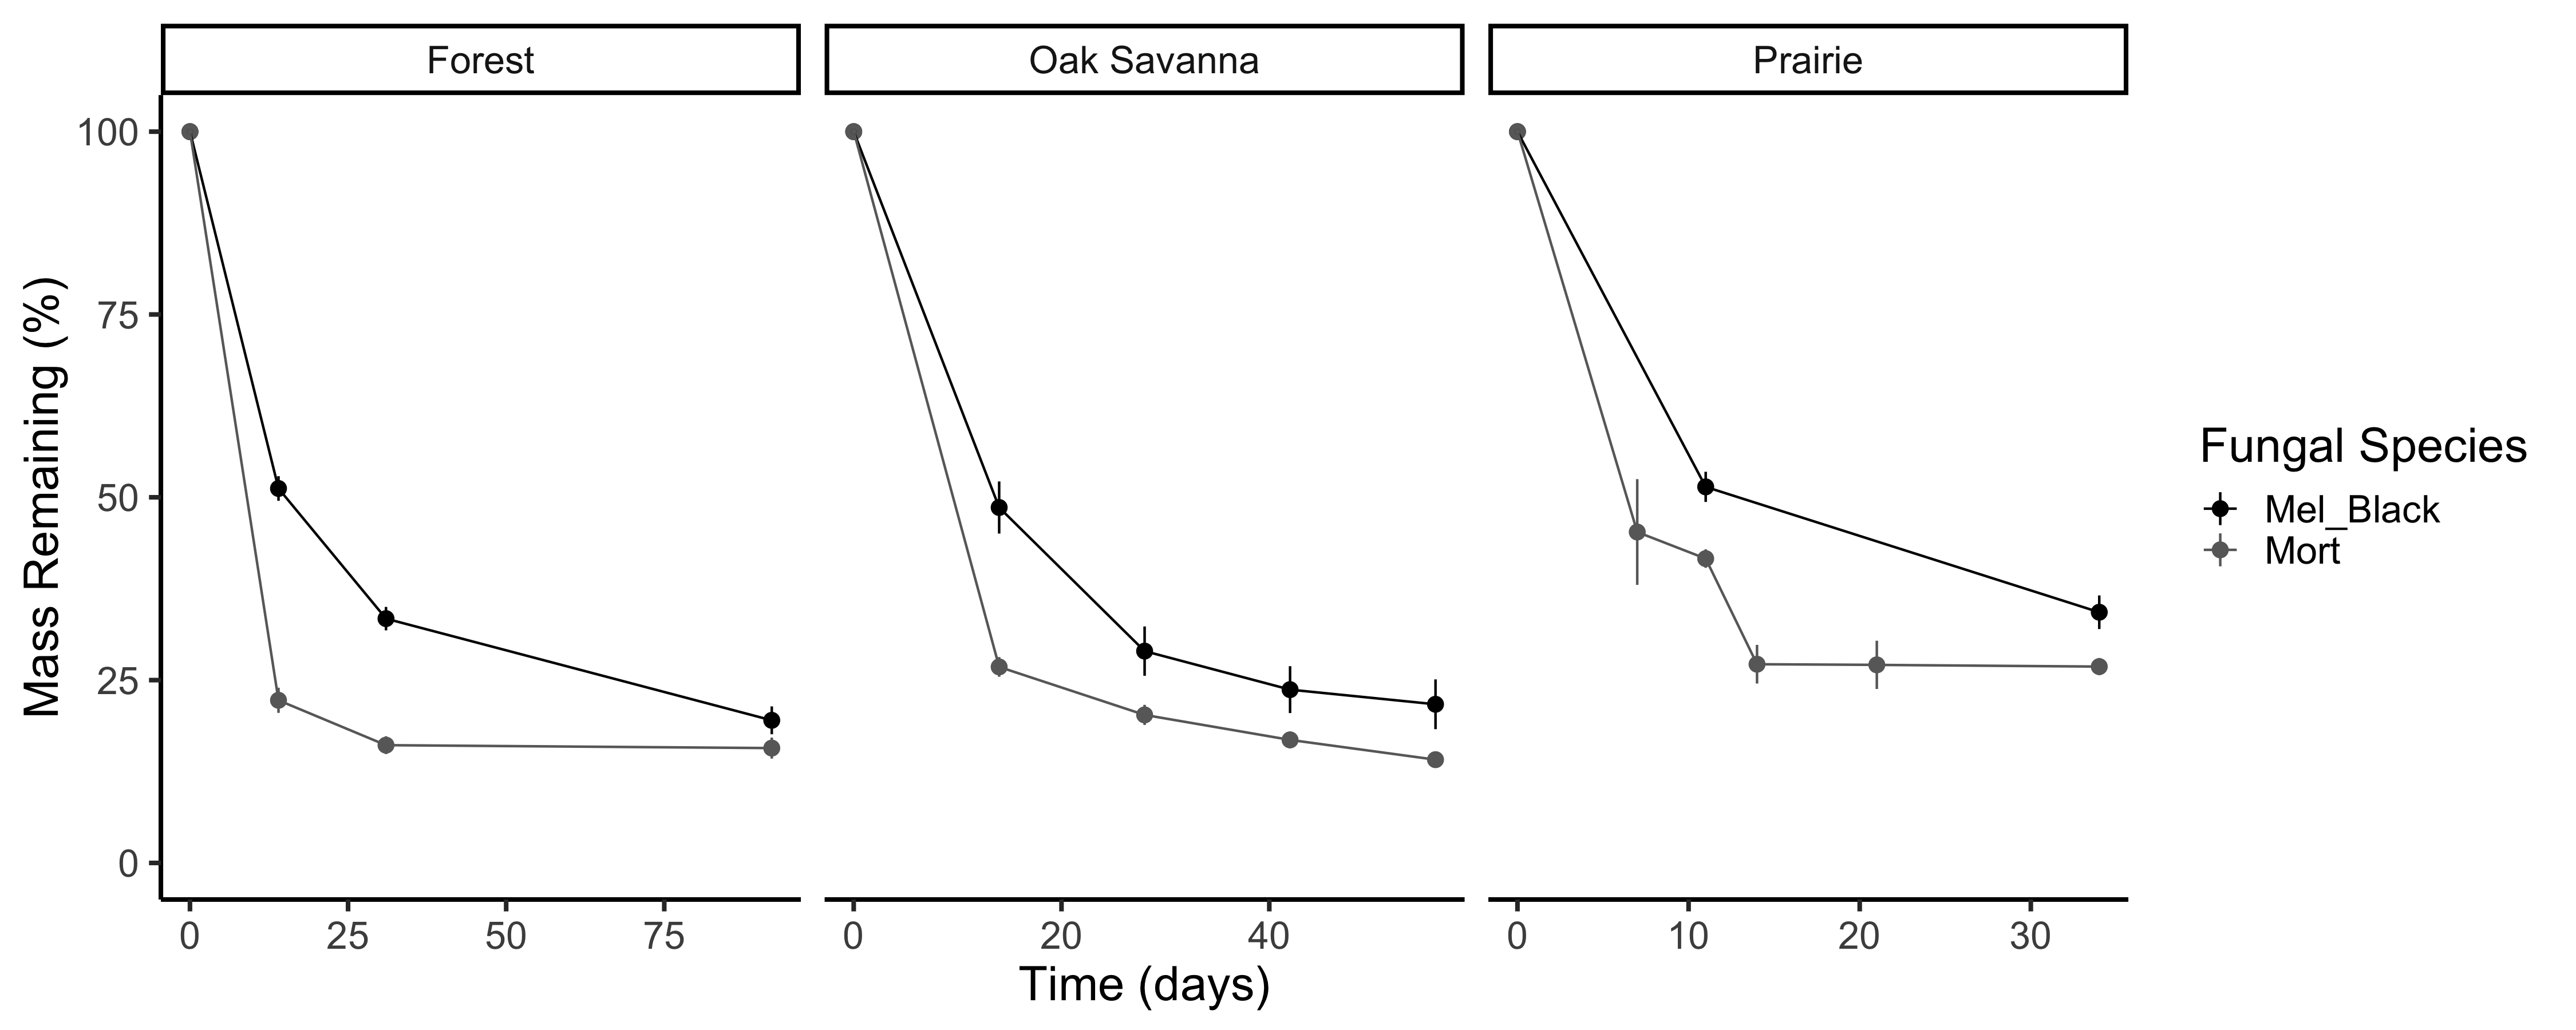 Forest
Oak Savanna
Prairie
Mass Remaining (%)
100
75
50
25
0
0 25 50 75
0 20 40
0 10 20 30
Time (days)
Fungal Species
Mel_Black
Mort